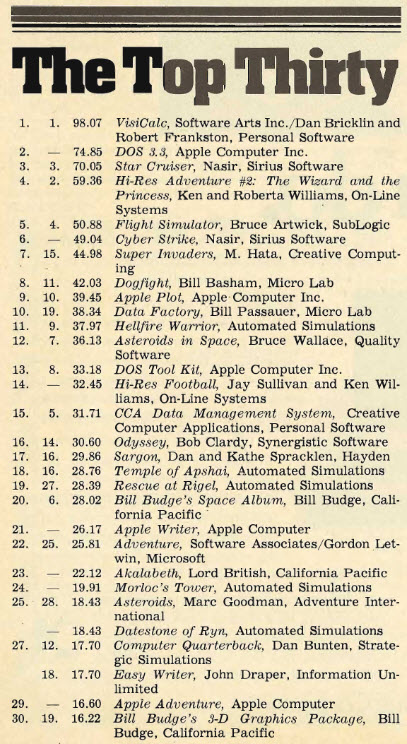 The Top Thirty
1. 1. 98.07 VisiCalc, Software Arts Inc./Dan Bricklin and
Robert Frankston, Personal Software
2. — 74.85 DOS 3.3, Apple Computer Inc.
3. 3. 70.05 Star Cruiser, Nasir, Sirius Software
4. 2. 59.36 Hi-Res Adventure #2: The Wizard and the
Princess, Ken and Roberta Williams, On-Line
Systems
5. 4. 50.88 Flight Simulator, Bruce Artwick, SubLogic
6. — 49.04 Cyber Strike, Nasir, Sirius Software
7. 15. 44.98 Super Invaders, M. Hata, Creative Comput-
ing
8. 11. 42.03 Dogfight, Bill Basham, Micro Lab
9. 10. 39.45 Apple Plot, Apple Computer Inc.
10. 19. 38.34 Data Factory, Bill Passauer, Micro Lab
11. 9. 37.97 Hellfire Warrior, Automated Simulations
12. 7. 36.13 Asteroids in Space, Bruce Wallace, Quality
Software
13. 8. 33.18 DOS Tool Kit, Apple Computer Inc.
14. — 32.45 Hi-Res Football, Jay Sullivan and Ken Wil-
liams, On-Line Systems
15. 5. 31.71 CCA Data Management System, Creative
Computer Applications, Personal Software
16. 14. 30.60 Odyssey, Bob Clardy, Synergistic Software
17. 16. 29.86 Sargon, Dan and Kathe Spracklen, Hayden
18. 16. 28.76 Temple of Apshai, Automated Simulations
19. 27. 28.39 Rescue at Rigel, Automated Simulations
20. 6. 28.02 Bill Budge's Space Album, Bill Budge, Cali-
fornia Pacific
21. — 26.17 Apple Writer, Apple Computer
22. 25. 25.81 Adventure, Software Associates/Gordon Let-
win, Microsoft
23. — 22.12 Akalabeth, Lord British, California Pacific
24. — 19.91 Morloc's Tower, Automated Simulations
25. 28. 18.43 Asteroids, Marc Goodman, Adventure Inter-
national
— 18.43 Datestone of Ryn, Automated Simulations
27. 12. 17.70 Computer Quarterback, Dan Bunten, Strate-
gic Simulations
18. 17.70 Easy Writer, John Draper, Information Un-
limited
29. — 16.60 Apple Adventure, Apple Computer
30. 19. 16.22 Bill Budge's 3-D Graphics Package, Bill
Budge, California Pacific